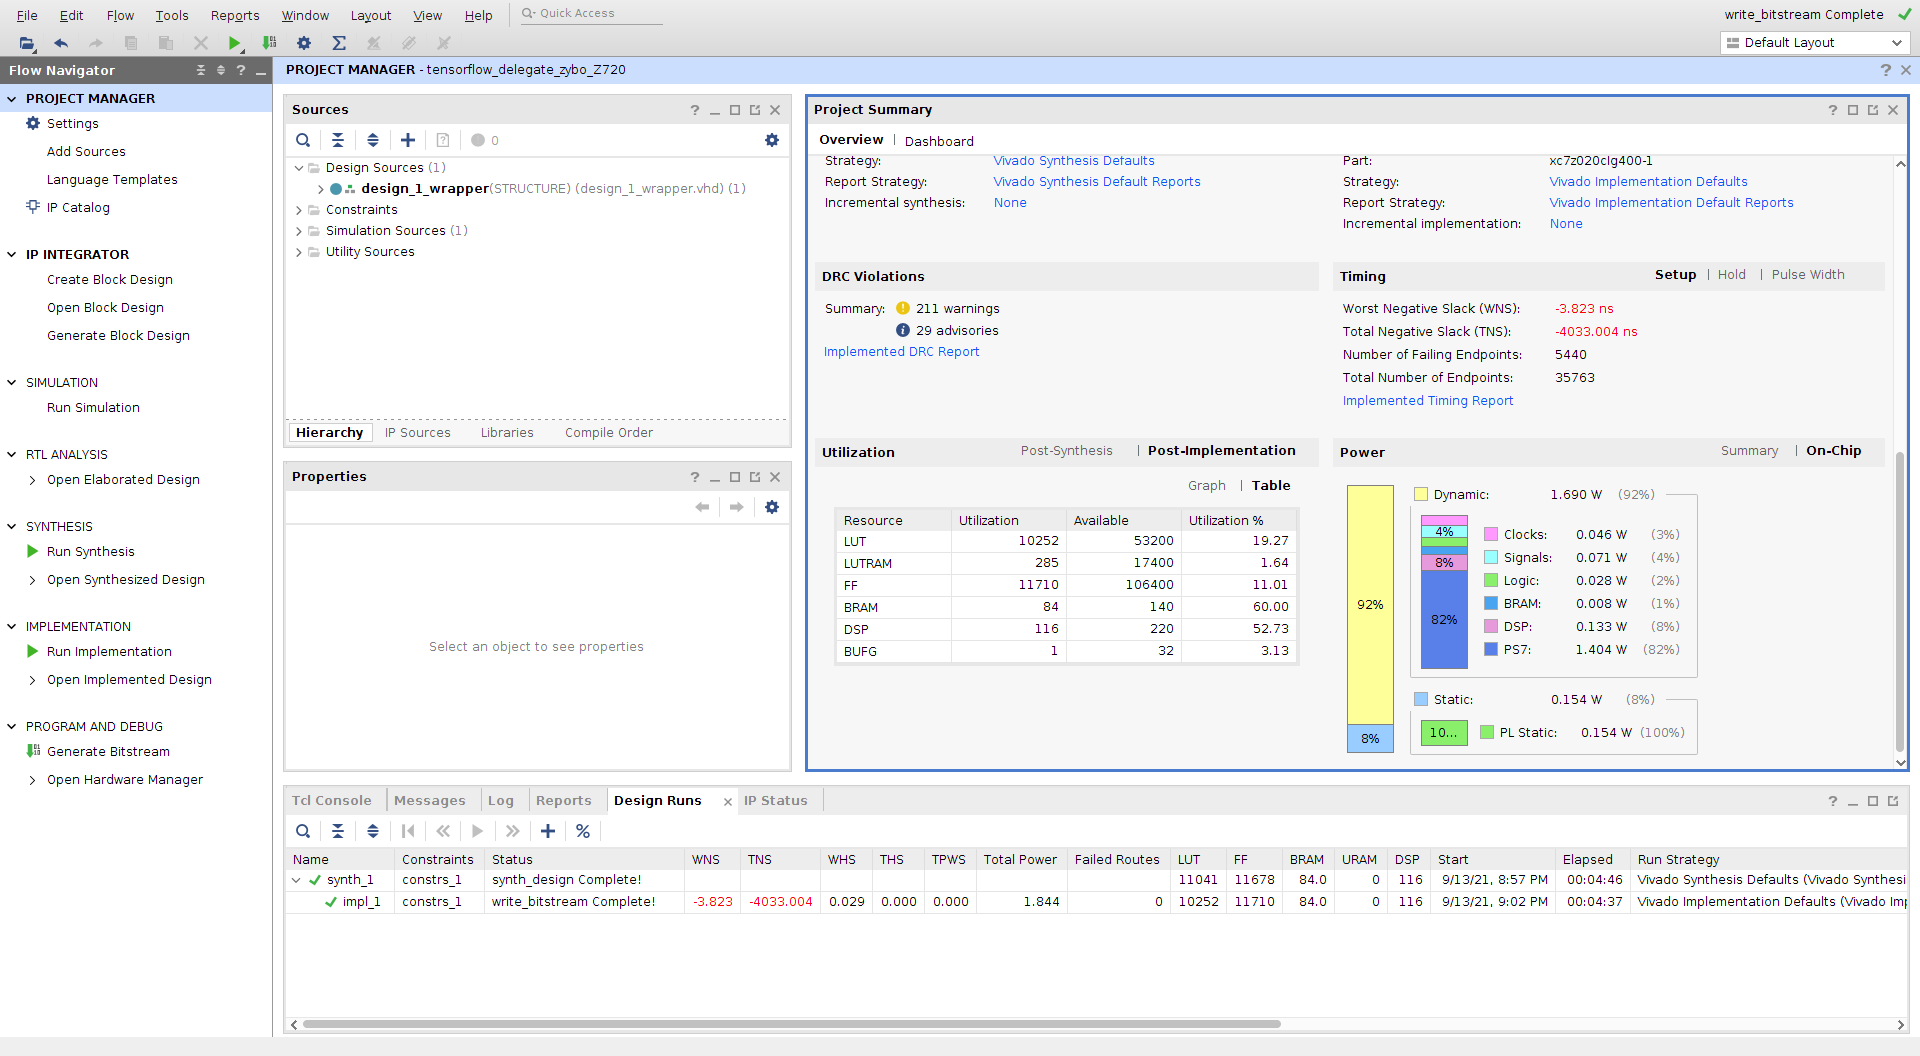 File Edit Flow Tools Reports Window Layout View Help Quick Access
write_bitstream Complete
Default Layout
Flow Navigator
PROJECT MANAGER
Settings
Add Sources
Language Templates
IP Catalog
IP INTEGRATOR
Create Block Design
Open Block Design
Generate Block Design
SIMULATION
Run Simulation
RTL ANALYSIS
Open Elaborated Design
SYNTHESIS
Run Synthesis
Open Synthesized Design
IMPLEMENTATION
Run Implementation
Open Implemented Design
PROGRAM AND DEBUG
Generate Bitstream
Open Hardware Manager
PROJECT MANAGER - tensorflow_delegate_zybo_Z720
Sources
0
Design Sources (1)
design_1_wrapper(STRUCTURE) (design_1_wrapper.vhd) (1)
Constraints
Simulation Sources (1)
Utility Sources
Hierarchy IP Sources Libraries Compile Order
Properties
Select an object to see properties
Project Summary
Overview | Dashboard
Strategy: Vivado Synthesis Defaults
Report Strategy: Vivado Synthesis Default Reports
Incremental synthesis: None
Part: xc7z020clg400-1
Strategy: Vivado Implementation Defaults
Report Strategy: Vivado Implementation Default Reports
Incremental implementation: None
DRC Violations
Summary: 211 warnings
29 advisories
Implemented DRC Report
Timing Setup | Hold | Pulse Width
Worst Negative Slack (WNS): -3.823 ns
Total Negative Slack (TNS): -4033.004 ns
Number of Failing Endpoints: 5440
Total Number of Endpoints: 35763
Implemented Timing Report
Utilization Post-Synthesis | Post-Implementation
Graph | Table
Resource Utilization Available Utilization %
LUT 10252 53200 19.27
LUTRAM 285 17400 1.64
FF 11710 106400 11.01
BRAM 84 140 60.00
DSP 116 220 52.73
BUFG 1 32 3.13
Power Summary | On-Chip
92%
8%
Dynamic: 1.690 W (92%)
4%
8%
82%
Clocks: 0.046 W (3%)
Signals: 0.071 W (4%)
Logic: 0.028 W (2%)
BRAM: 0.008 W (1%)
DSP: 0.133 W (8%)
PS7: 1.404 W (82%)
Static: 0.154 W (8%)
10... PL Static: 0.154 W (100%)
Tcl Console Messages Log Reports Design Runs IP Status
Name Constraints Status WNS TNS WHS THS TPWS Total Power Failed Routes LUT FF BRAM URAM DSP Start Elapsed Run Strategy
synth_1 constrs_1 synth_design Complete! 11041 11678 84.0 0 116 9/13/21, 8:57 PM 00:04:46 Vivado Synthesis Defaults (Vivado Synthesi
impl_1 constrs_1 write_bitstream Complete! -3.823 -4033.004 0.029 0.000 0.000 1.844 0 10252 11710 84.0 0 116 9/13/21, 9:02 PM 00:04:37 Vivado Implementation Defaults (Vivado Imp